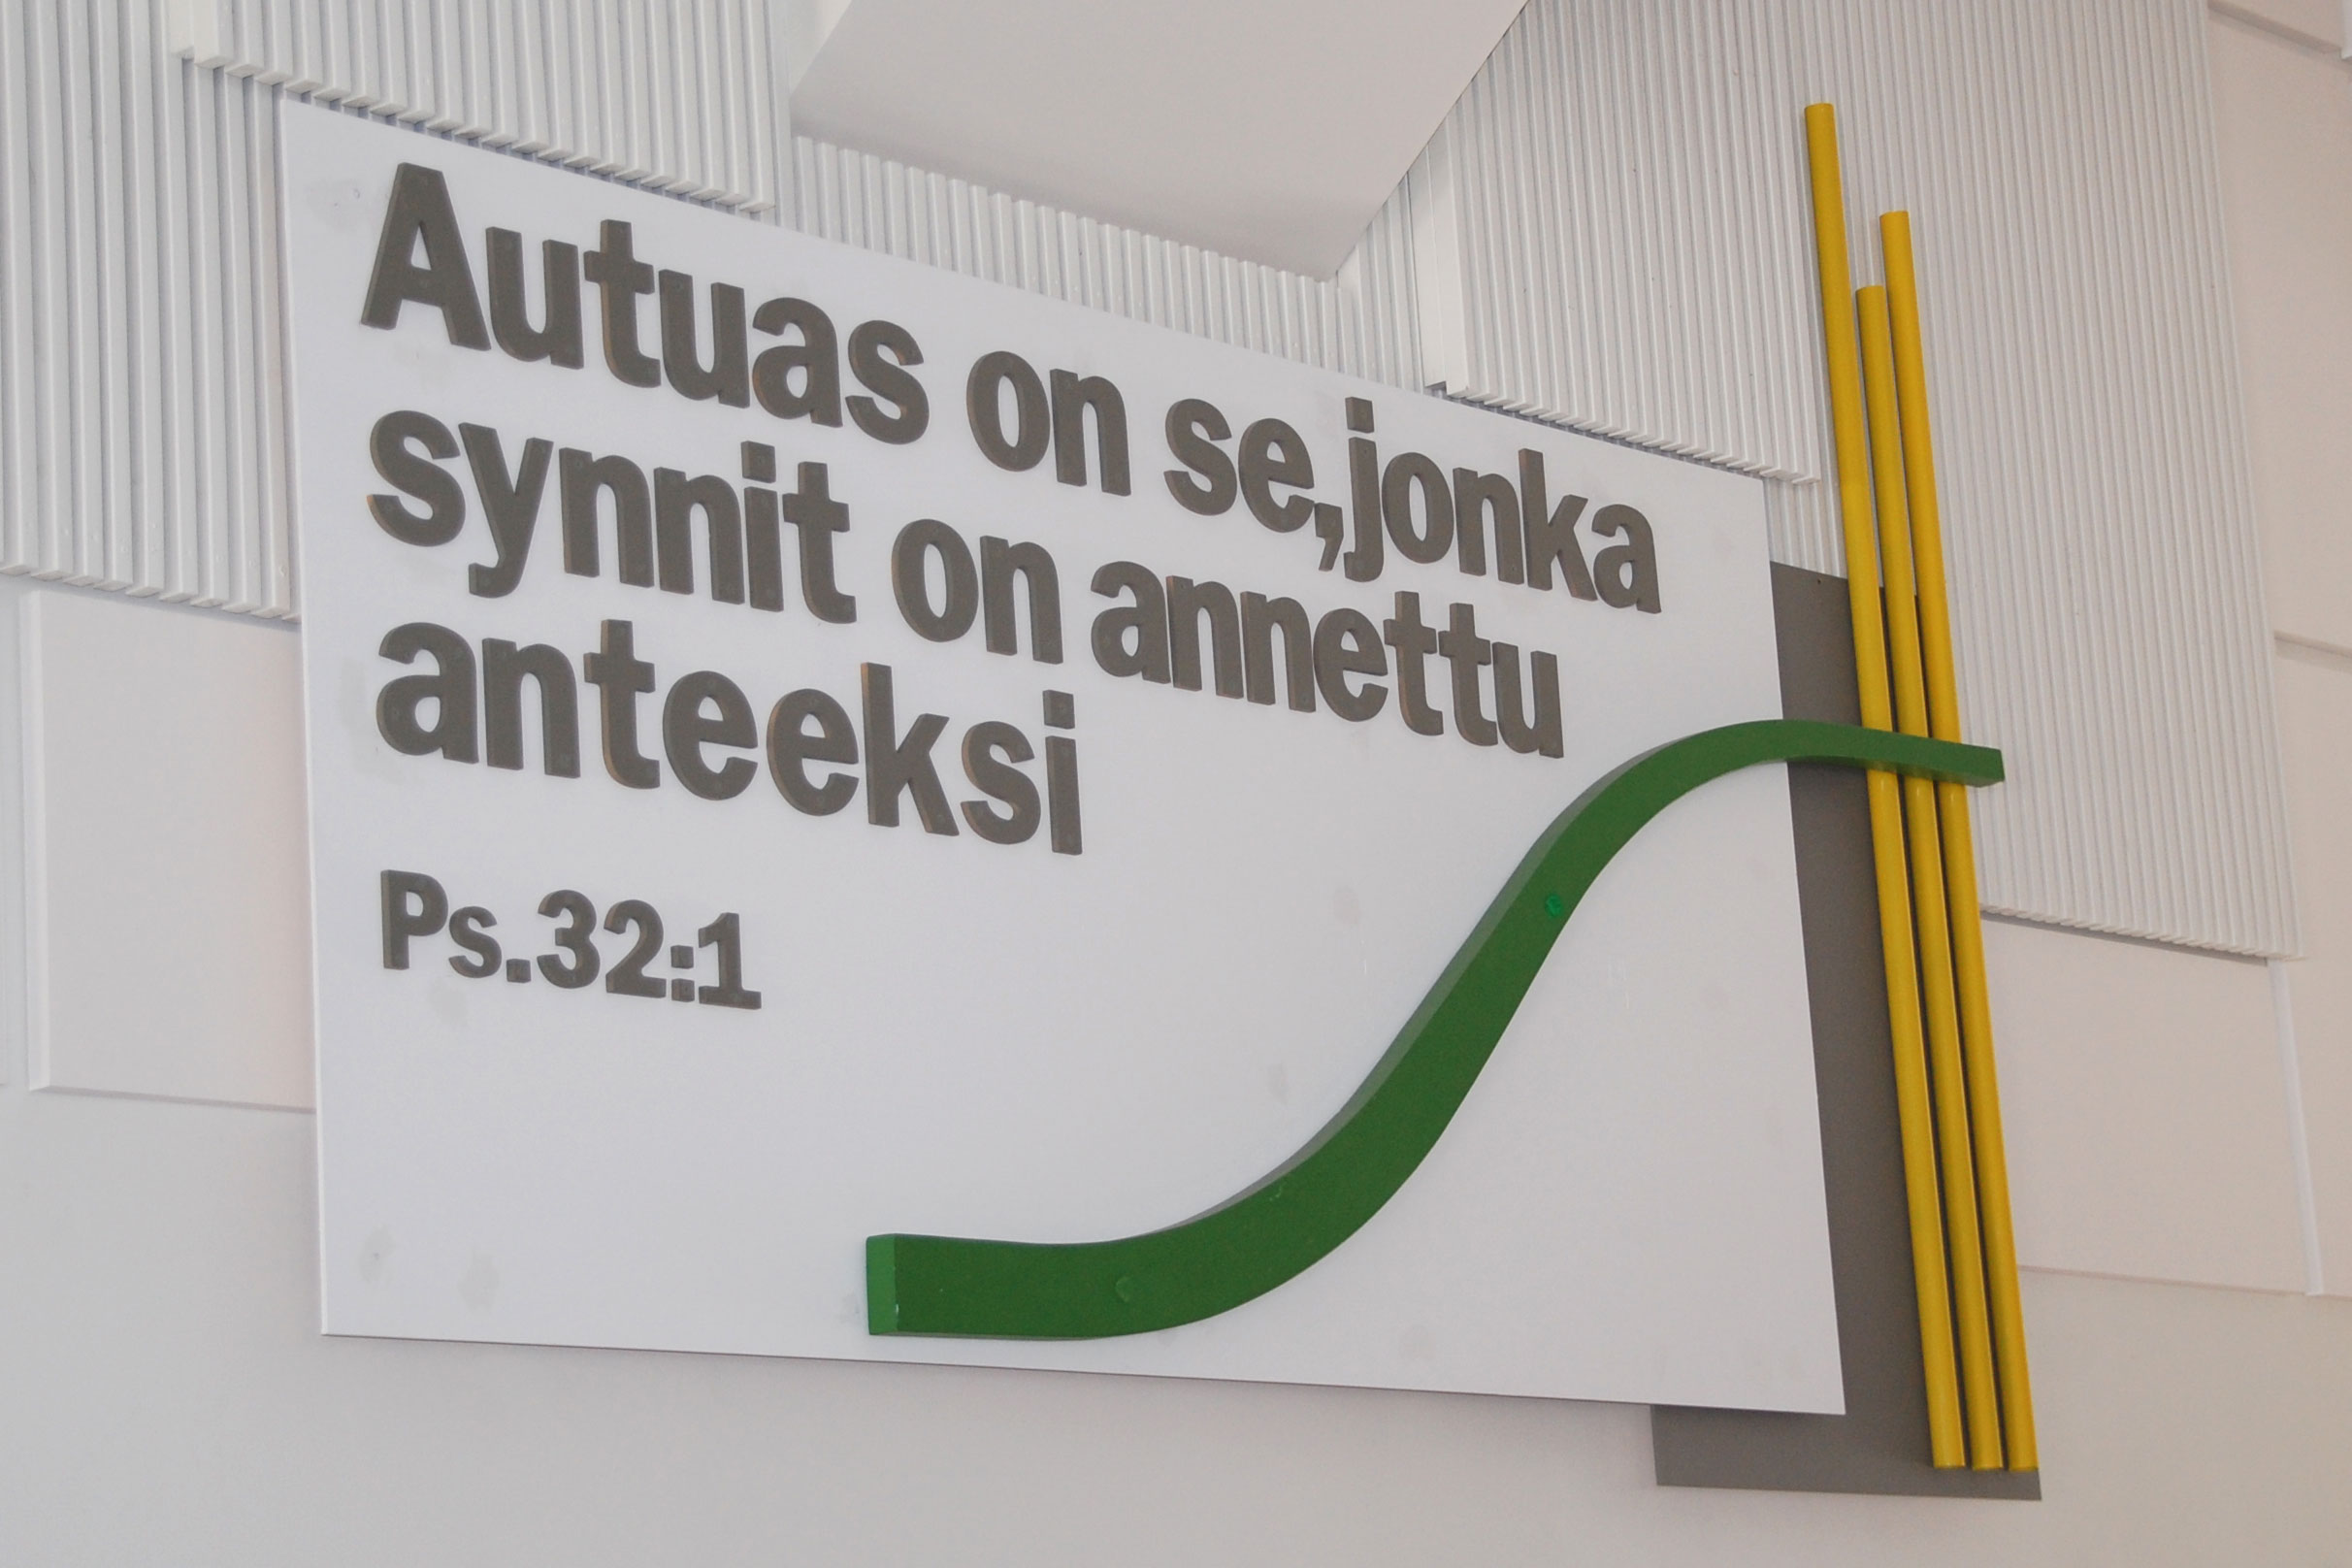 Autuas on se,jonka
synnit on annettu
anteeksi
Ps.32:1